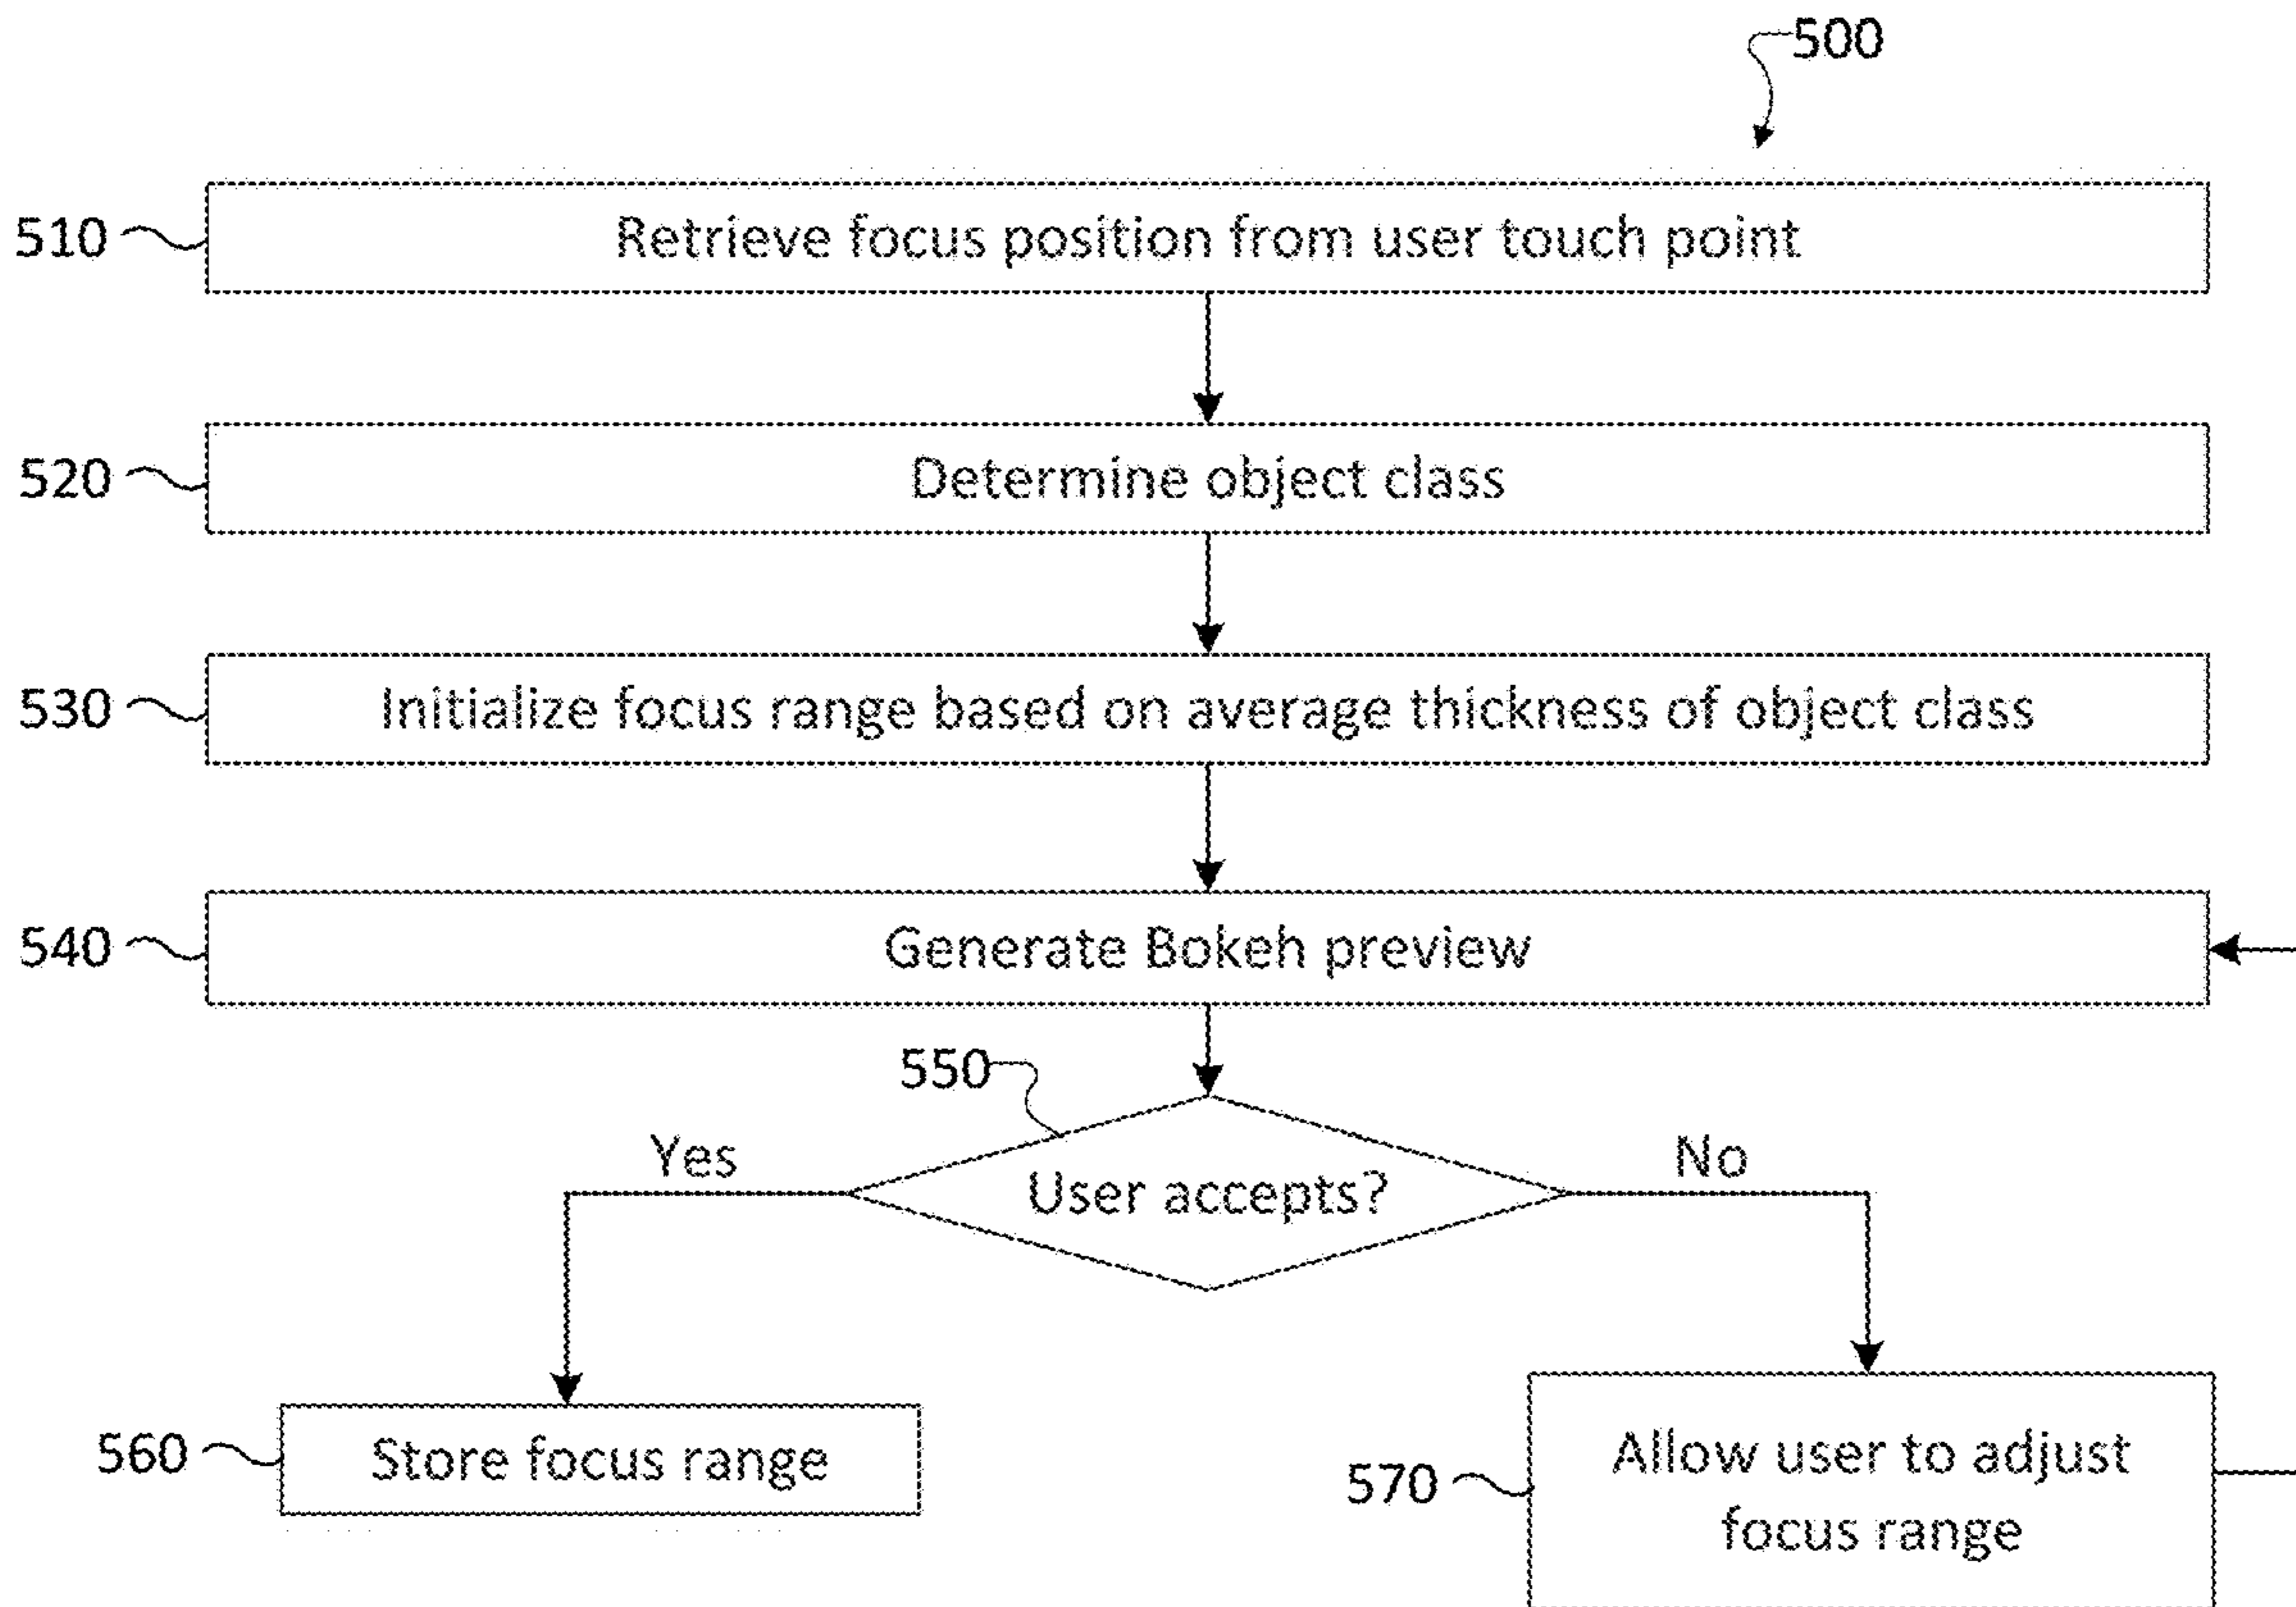 500
510
Retrieve focus position from user touch point
520
Determine object class
530
Initialize focus range based on average thickness of object class
540
Generate Bokeh preview
550
Yes
User accepts?
No
560
Store focus range
570
Allow user to adjust
focus range